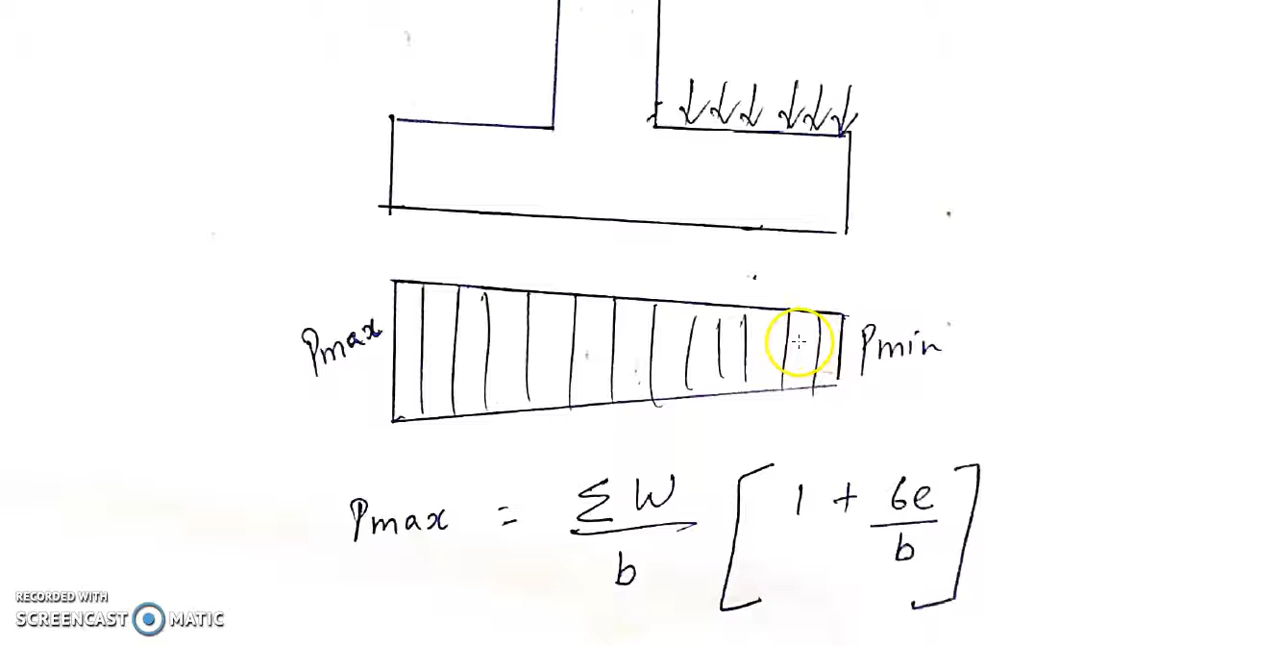 Pmax
Pmin
Pmax = ΣW/b [1 + 6e/b]
RECORDED WITH
SCREENCAST MATIC